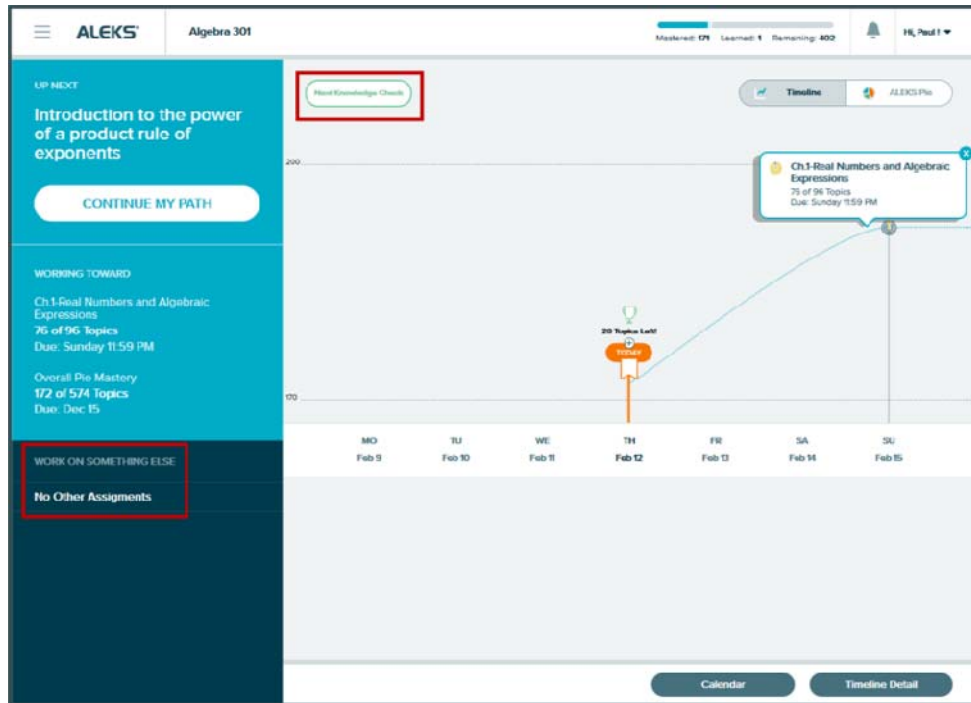 ALEKS
Algebra 301
Mastered: 171 Learned: 1 Remaining: 402
Hi, Paul !
UP NEXT
Introduction to the power
of a product rule of
exponents
CONTINUE MY PATH
WORKING TOWARD
Ch.1-Real Numbers and Algebraic
Expressions
76 of 96 Topics
Due: Sunday 11:59 PM
Overall Pie Mastery
172 of 574 Topics
Due: Dec 15
WORK ON SOMETHING ELSE
No Other Assigments
Next Knowledge Check
Timeline
ALEKS Pie
200
Ch.1-Real Numbers and Algebraic
Expressions
75 of 96 Topics
Due: Sunday 11:59 PM
20 Topics Left!
TODAY
170
MO TU WE TH FR SA SU
Feb 9 Feb 10 Feb 11 Feb 12 Feb 13 Feb 14 Feb 15
Calendar
Timeline Detail